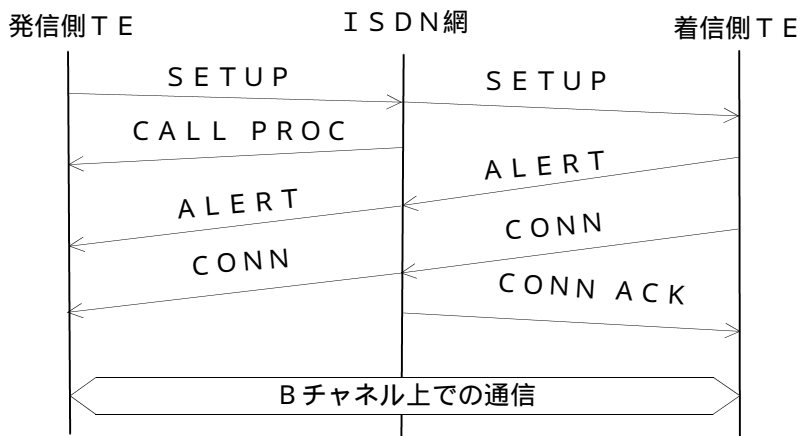 発信側ＴＥ
ＩＳＤＮ網
着信側ＴＥ
ＳＥＴＵＰ
ＳＥＴＵＰ
ＣＡＬＬ ＰＲＯＣ
ＡＬＥＲＴ
ＡＬＥＲＴ
ＣＯＮＮ
ＣＯＮＮ
ＣＯＮＮ ＡＣＫ
Ｂチャネル上での通信